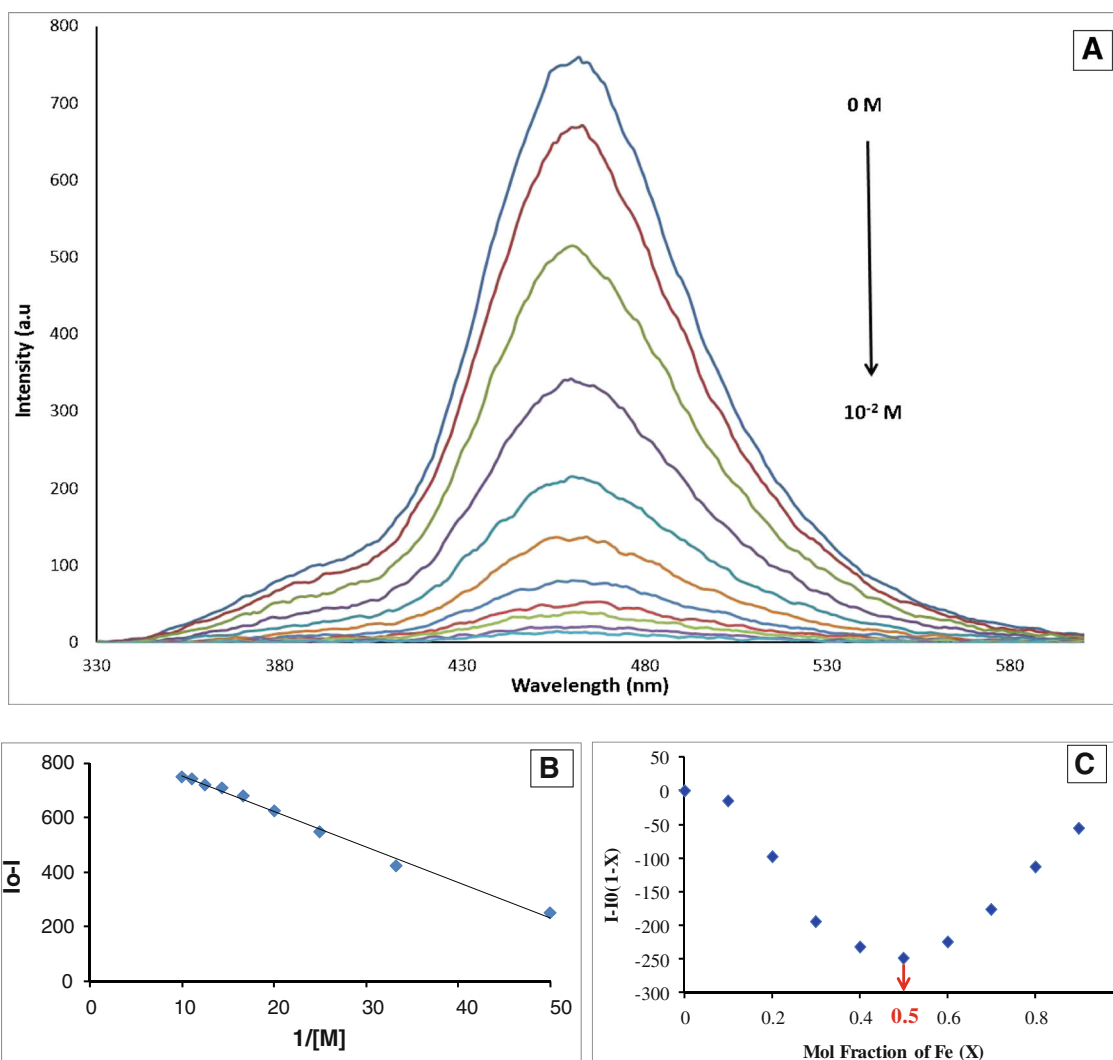 A
800
700
600
500
400
300
200
100
0
Intensity (a.u
0 M
10⁻² M
330 380 430 480 530 580
Wavelength (nm)
B
800
600
400
200
0
Io-I
0 10 20 30 40 50
1/[M]
C
50
0
-50
-100
-150
-200
-250
-300
I-I0(1-X)
0 0.2 0.4 0.5 0.6 0.8
Mol Fraction of Fe (X)